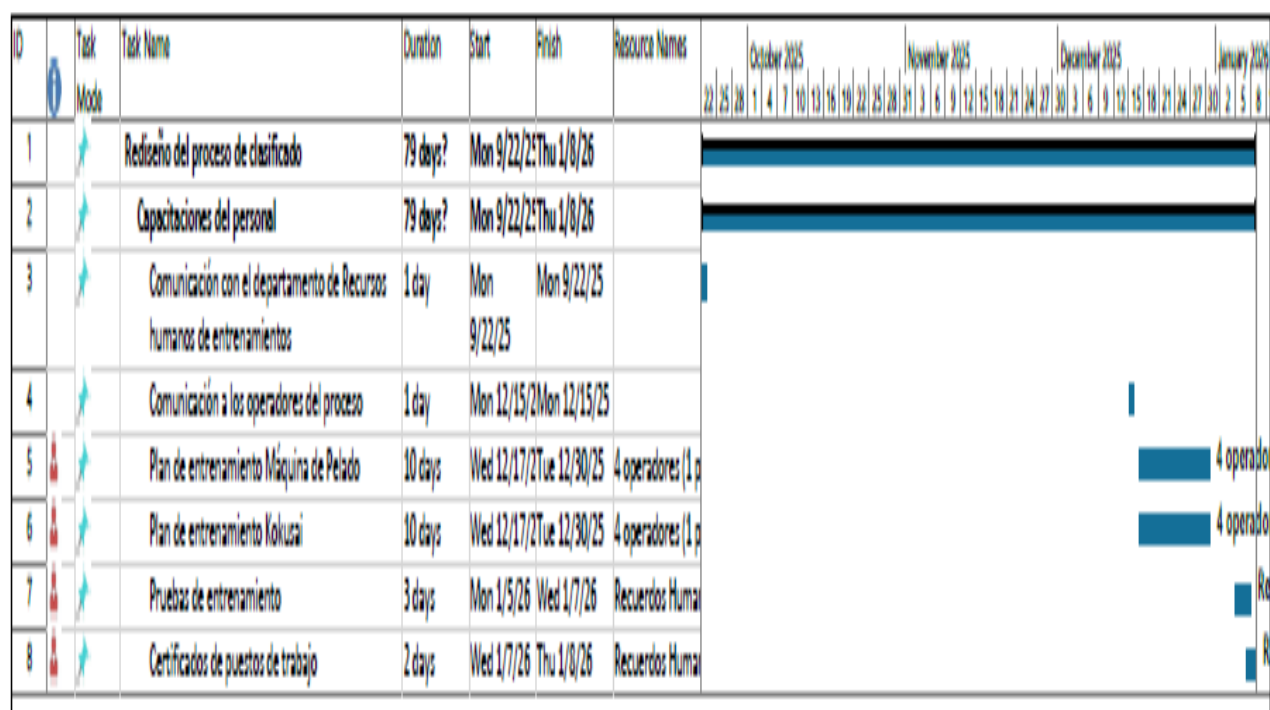 ID Task Mode Task Name Duration Start Finish Resource Names October 2025 November 2025 December 2025 January 2026
22 25 28 1 4 7 10 13 16 19 22 25 28 31 3 6 9 12 15 18 21 24 27 30 3 6 9 12 15 18 21 24 27 30 2 5 8
1 Rediseño del proceso de clasificado 79 days? Mon 9/22/25 Thu 1/8/26
2 Capacitaciones del personal 79 days? Mon 9/22/25 Thu 1/8/26
3 Comunicación con el departamento de Recursos 1 day Mon Mon 9/22/25
humanos de entrenamientos 9/22/25
4 Comunicación a los operadores del proceso 1 day Mon 12/15/2 Mon 12/15/25
5 Plan de entrenamiento Máquina de Pelado 10 days Wed 12/17/2 Tue 12/30/25 4 operadores (1 p 4 operado
6 Plan de entrenamiento Kokusai 10 days Wed 12/17/2 Tue 12/30/25 4 operadores (1 p 4 operado
7 Pruebas de entrenamiento 3 days Mon 1/5/26 Wed 1/7/26 Recuerdos Huma Re
8 Certificados de puestos de trabajo 2 days Wed 1/7/26 Thu 1/8/26 Recuerdos Huma R